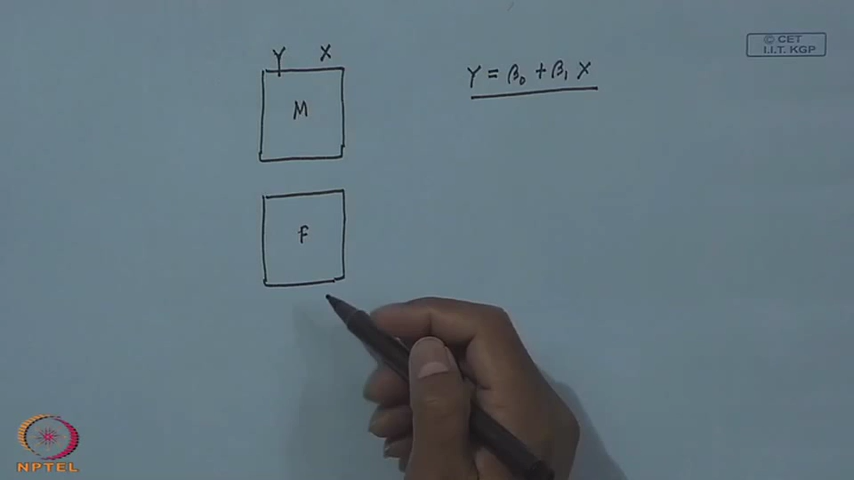 Y X
M
F
Y = β₀ + β₁ X
© CET
I.I.T. KGP
NPTEL